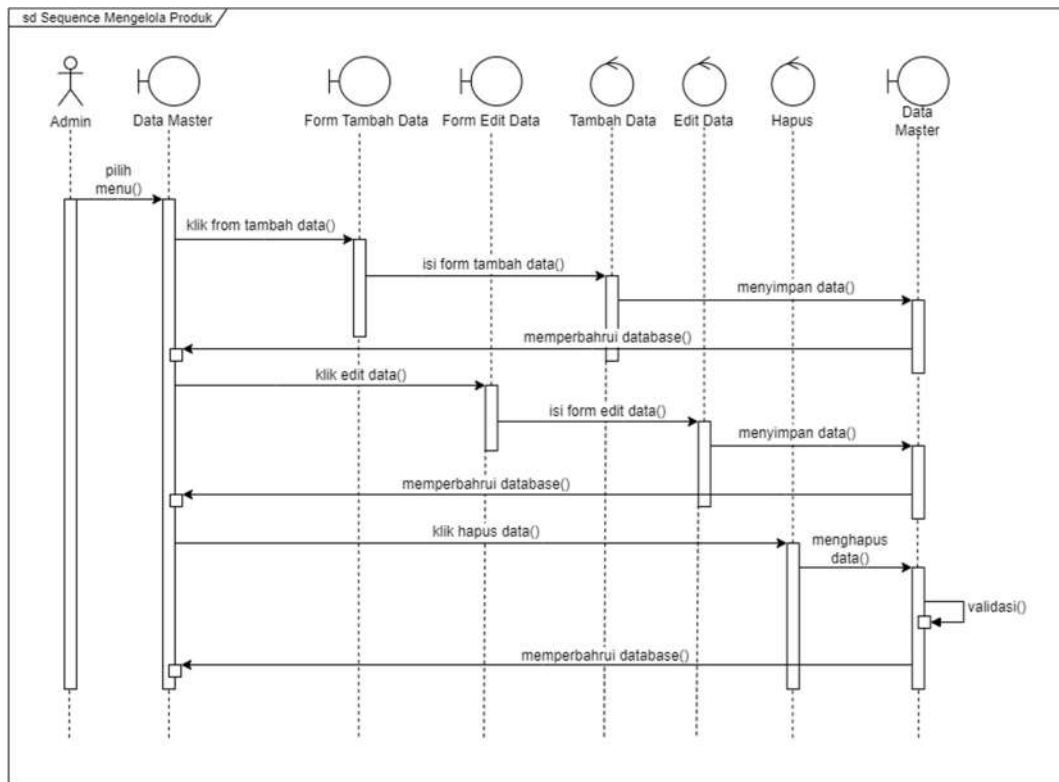 sd Sequence Mengelola Produk
Admin
Data Master
Form Tambah Data
Form Edit Data
Tambah Data
Edit Data
Hapus
Data
Master
pilih
menu()
klik from tambah data()
isi form tambah data()
menyimpan data()
memperbahrui database()
klik edit data()
isi form edit data()
menyimpan data()
memperbahrui database()
klik hapus data()
menghapus
data()
validasi()
memperbahrui database()